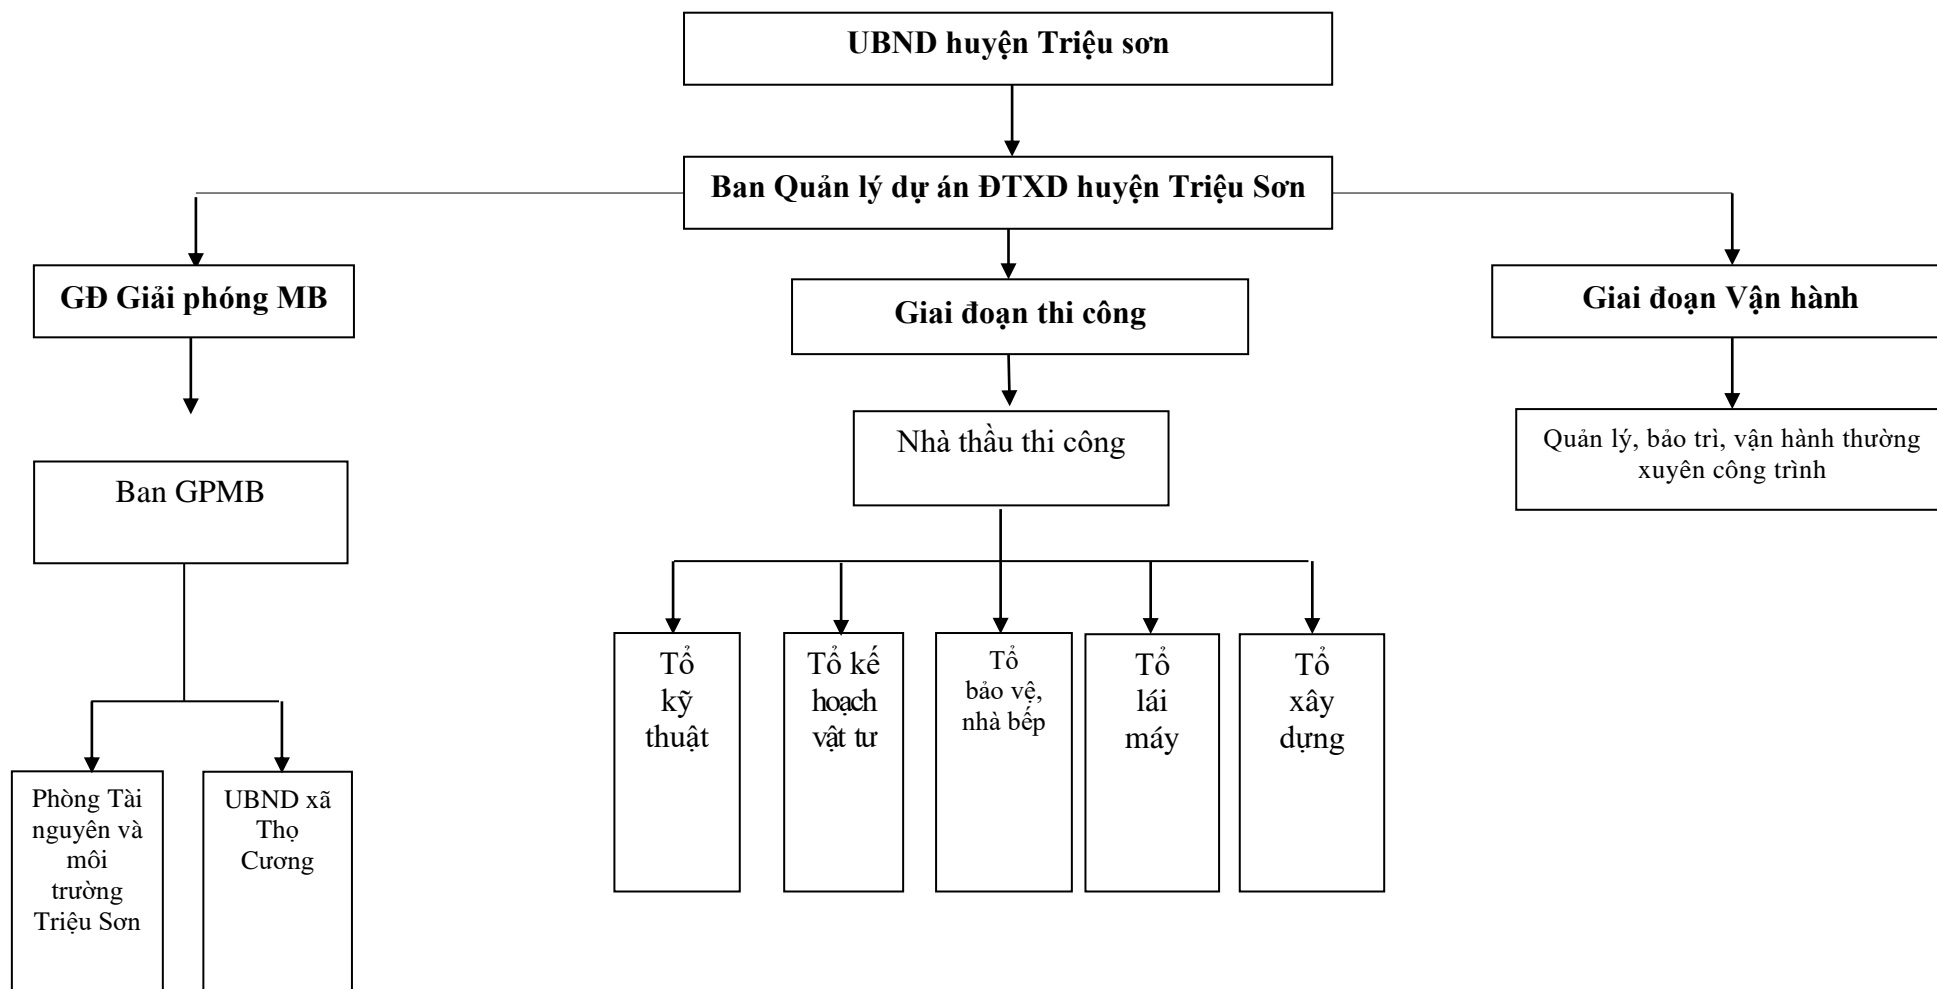 UBND huyện Triệu sơn
Ban Quản lý dự án ĐTXD huyện Triệu Sơn
GĐ Giải phóng MB
Giai đoạn thi công
Giai đoạn Vận hành
Ban GPMB
Nhà thầu thi công
Quản lý, bảo trì, vận hành thường
xuyên công trình
Tổ
kỹ
thuật
Tổ kế
hoạch
vật tư
Tổ
bảo vệ,
nhà bếp
Tổ
lái
máy
Tổ
xây
dựng
Phòng Tài
nguyên và
môi
trường
Triệu Sơn
UBND xã
Thọ
Cương